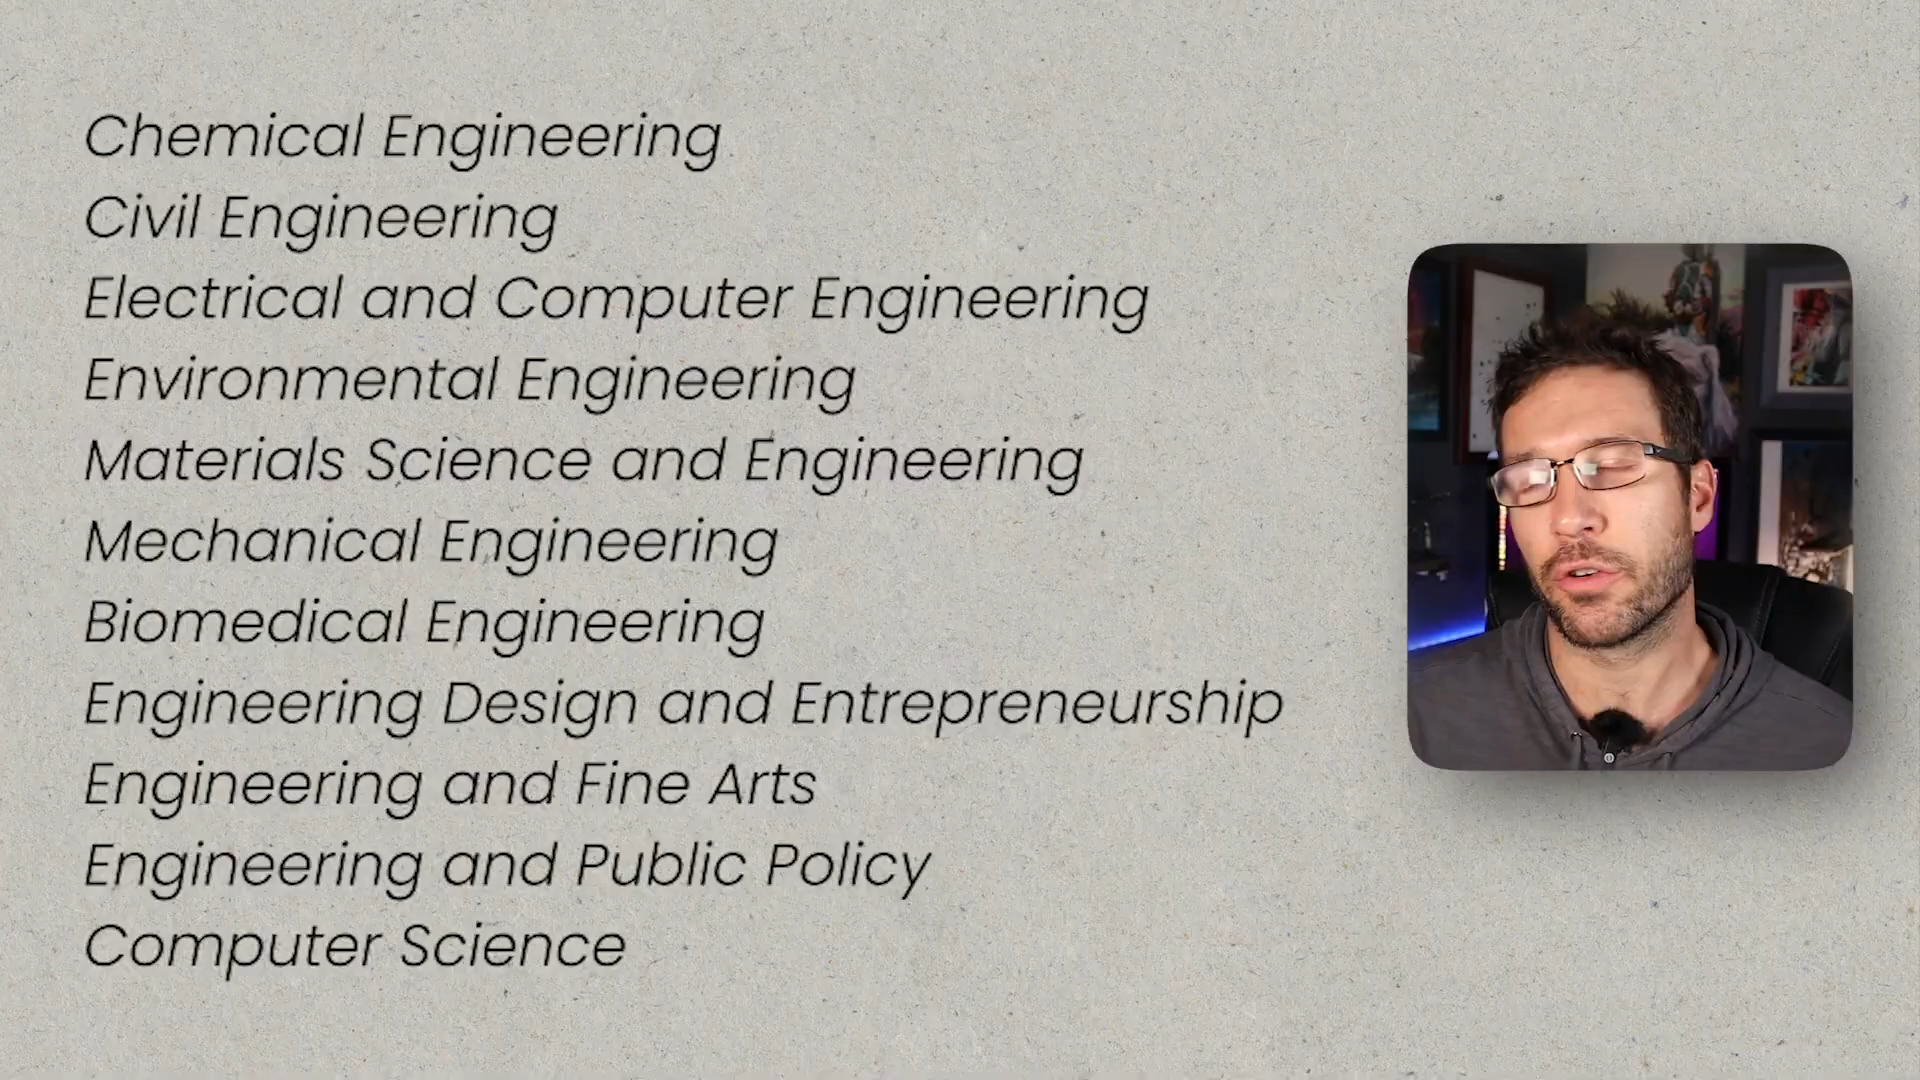 Chemical Engineering
Civil Engineering
Electrical and Computer Engineering
Environmental Engineering
Materials Science and Engineering
Mechanical Engineering
Biomedical Engineering
Engineering Design and Entrepreneurship
Engineering and Fine Arts
Engineering and Public Policy
Computer Science